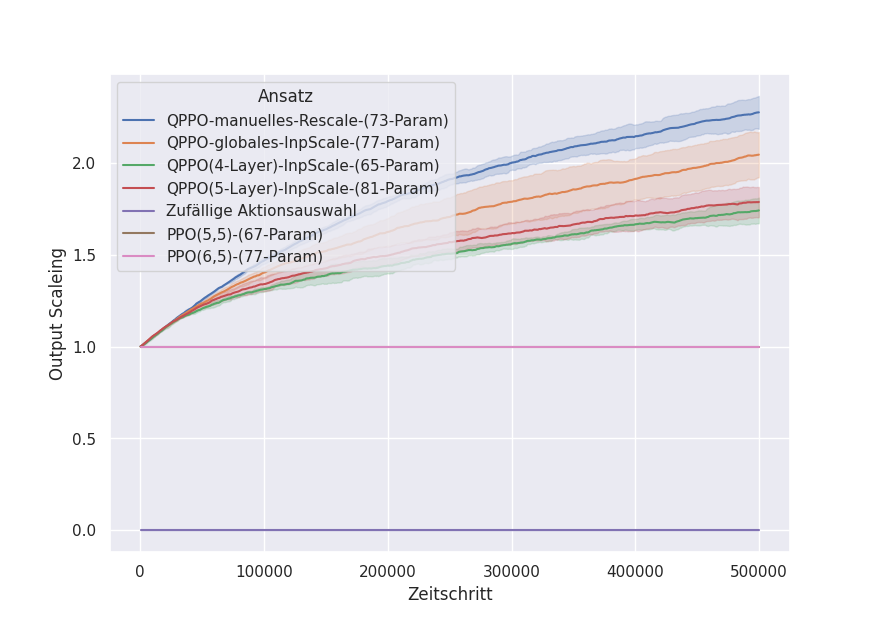 Ansatz
QPPO-manuelles-Rescale-(73-Param)
QPPO-globales-InpScale-(77-Param)
QPPO(4-Layer)-InpScale-(65-Param)
QPPO(5-Layer)-InpScale-(81-Param)
Zufällige Aktionsauswahl
PPO(5,5)-(67-Param)
PPO(6,5)-(77-Param)
2.0
1.5
1.0
0.5
0.0
Output Scaleing
0
100000
200000
300000
400000
500000
Zeitschritt